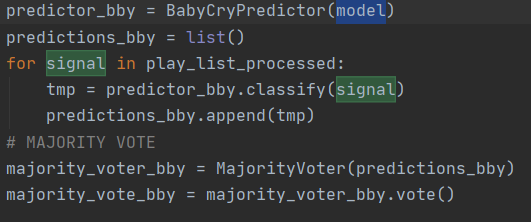 predictor_bby = BabyCryPredictor(model)
predictions_bby = list()
for signal in play_list_processed:
    tmp = predictor_bby.classify(signal)
    predictions_bby.append(tmp)
# MAJORITY VOTE
majority_voter_bby = MajorityVoter(predictions_bby)
majority_vote_bby = majority_voter_bby.vote()